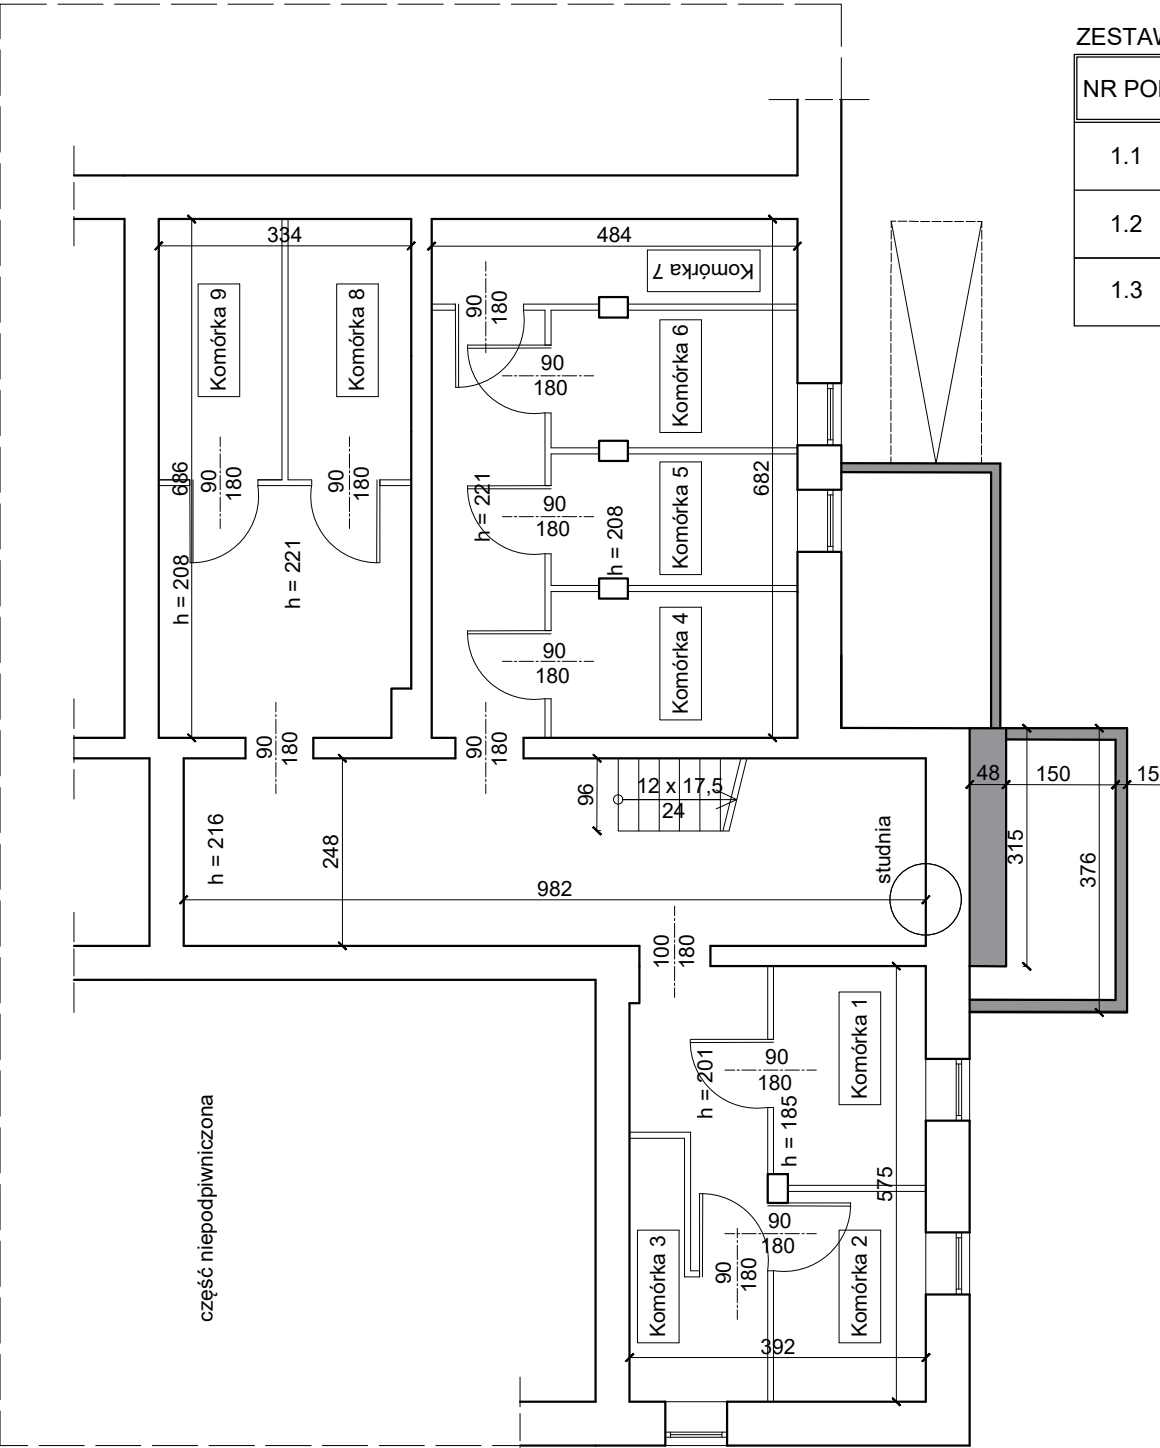 ZESTAW
NR PO
1.1
1.2
1.3
334
484
Komórka 7
Komórka 9
Komórka 8
90
180
Komórka 6
90
180
686
90
180
90
180
h = 221
90
180
h = 208
Komórka 5
682
h = 208
h = 221
90
180
Komórka 4
90
180
90
180
96
12 x 17,5
24
48
150
15
h = 216
248
982
studnia
315
376
100
180
część niepodpiwniczona
h = 201
90
180
h = 185
Komórka 1
575
Komórka 3
90
180
90
180
Komórka 2
392